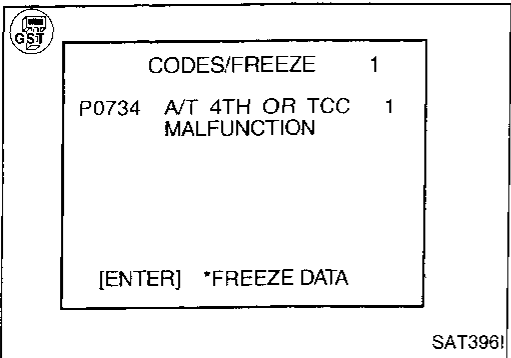 GST
CODES/FREEZE 1
P0734 A/T 4TH OR TCC 1
MALFUNCTION
[ENTER] *FREEZE DATA
SAT396I